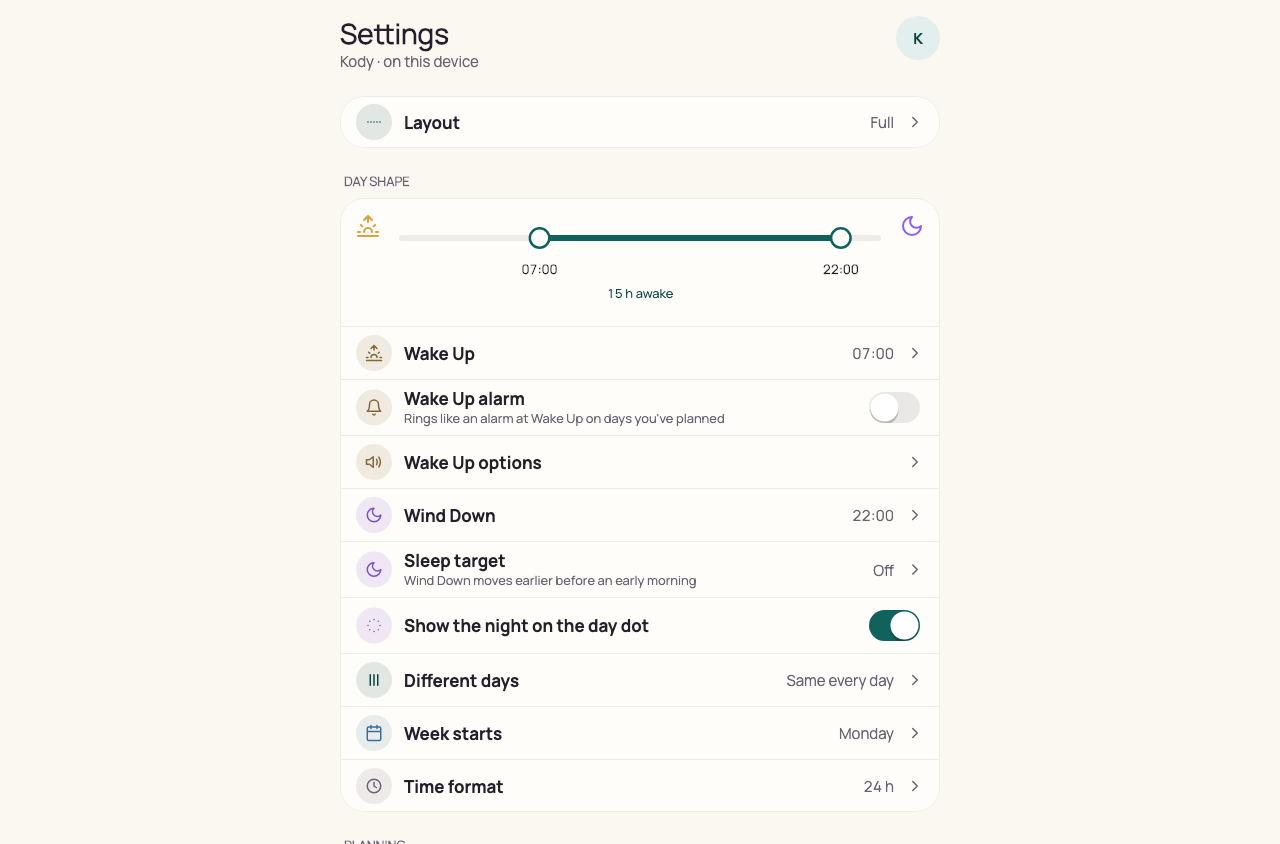 Settings
K
Kody · on this device
Layout
Full
DAY SHAPE
07:00
22:00
15 h awake
Wake Up
07:00
Wake Up alarm
Rings like an alarm at Wake Up on days you've planned
Wake Up options
Wind Down
22:00
Sleep target
Wind Down moves earlier before an early morning
Off
Show the night on the day dot
Different days
Same every day
Week starts
Monday
Time format
24 h
PLANNING